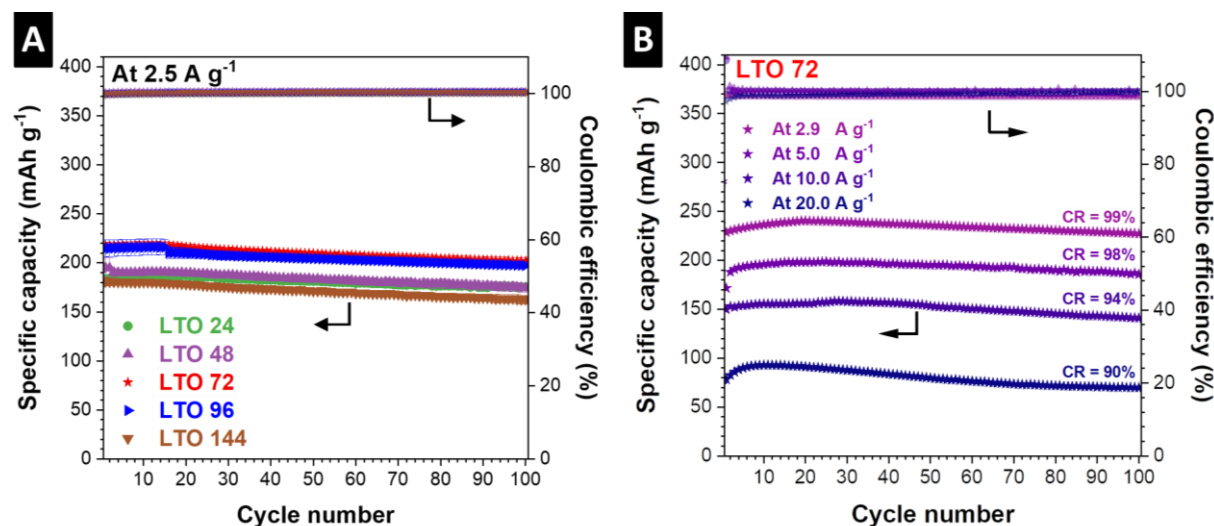 A
At 2.5 A g⁻¹
400
350
300
250
200
150
100
50
0
Specific capacity (mAh g⁻¹)
100
80
60
40
20
0
Coulombic efficiency (%)
LTO 24
LTO 48
LTO 72
LTO 96
LTO 144
10 20 30 40 50 60 70 80 90 100
Cycle number
B
LTO 72
400
350
300
250
200
150
100
50
0
Specific capacity (mAh g⁻¹)
100
80
60
40
20
0
Coulombic efficiency (%)
At 2.9 A g⁻¹
At 5.0 A g⁻¹
At 10.0 A g⁻¹
At 20.0 A g⁻¹
CR = 99%
CR = 98%
CR = 94%
CR = 90%
10 20 30 40 50 60 70 80 90 100
Cycle number